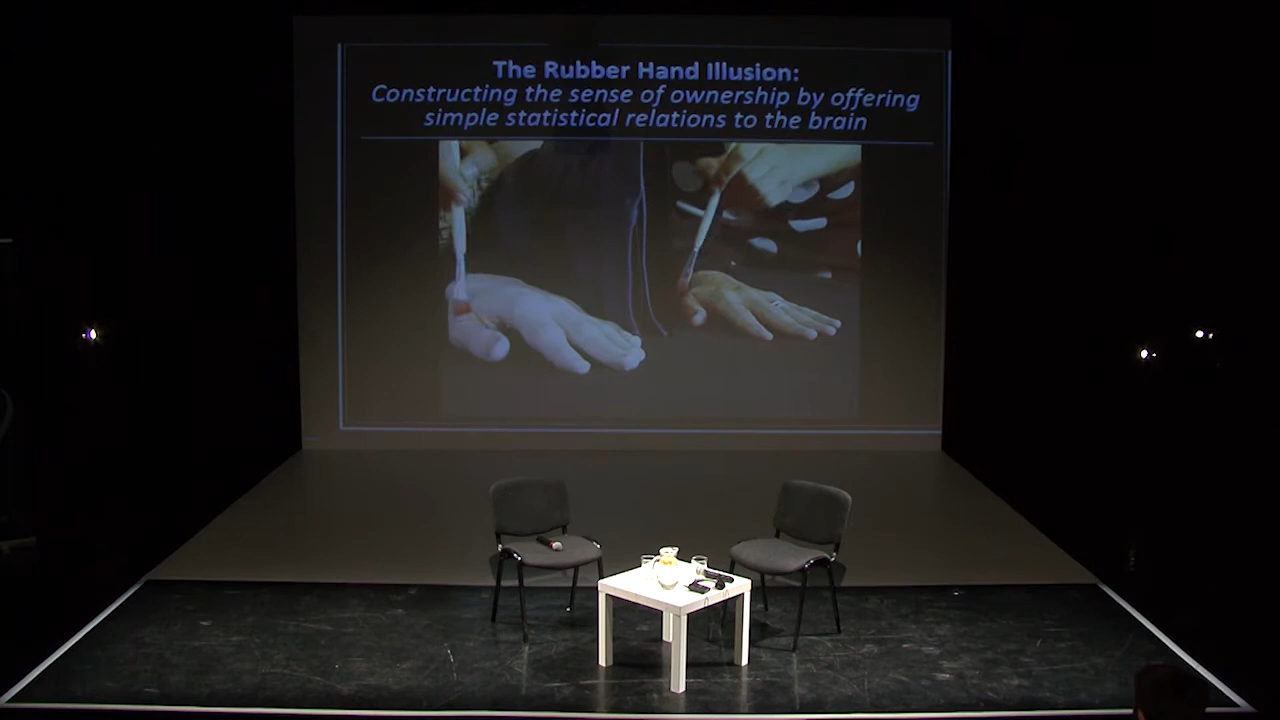 The Rubber Hand Illusion:
Constructing the sense of ownership by offering
simple statistical relations to the brain